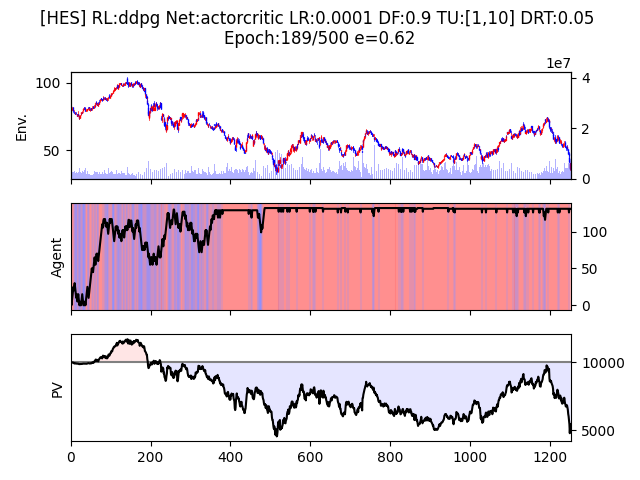 [HES] RL:ddpg Net:actorcritic LR:0.0001 DF:0.9 TU:[1,10] DRT:0.05
Epoch:189/500 e=0.62
1e7
100
50
Env.
4
2
0
Agent
100
50
0
PV
10000
5000
0 200 400 600 800 1000 1200